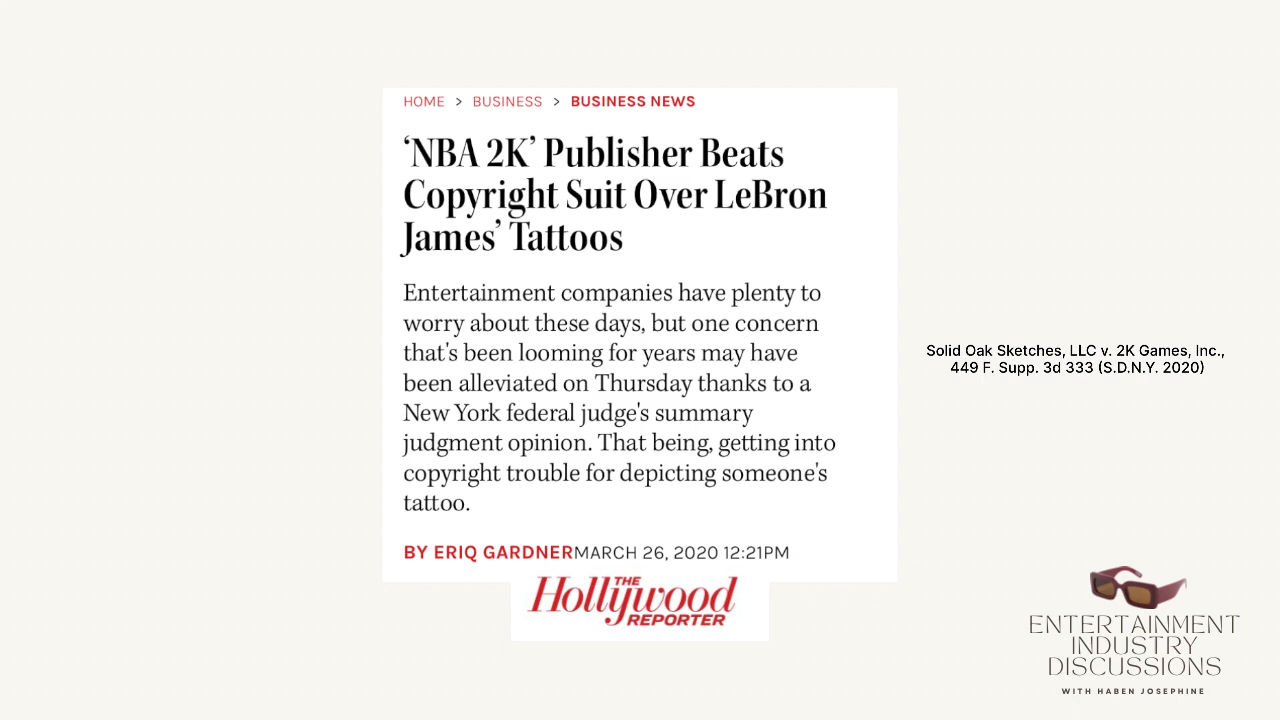 HOME > BUSINESS > BUSINESS NEWS
‘NBA 2K’ Publisher Beats
Copyright Suit Over LeBron
James’ Tattoos
Entertainment companies have plenty to
worry about these days, but one concern
that's been looming for years may have
been alleviated on Thursday thanks to a
New York federal judge's summary
judgment opinion. That being, getting into
copyright trouble for depicting someone's
tattoo.
BY ERIQ GARDNERMARCH 26, 2020 12:21PM
THE
Hollywood
REPORTER
Solid Oak Sketches, LLC v. 2K Games, Inc.,
449 F. Supp. 3d 333 (S.D.N.Y. 2020)
ENTERTAINMENT
INDUSTRY
DISCUSSIONS
WITH HABEN JOSEPHINE